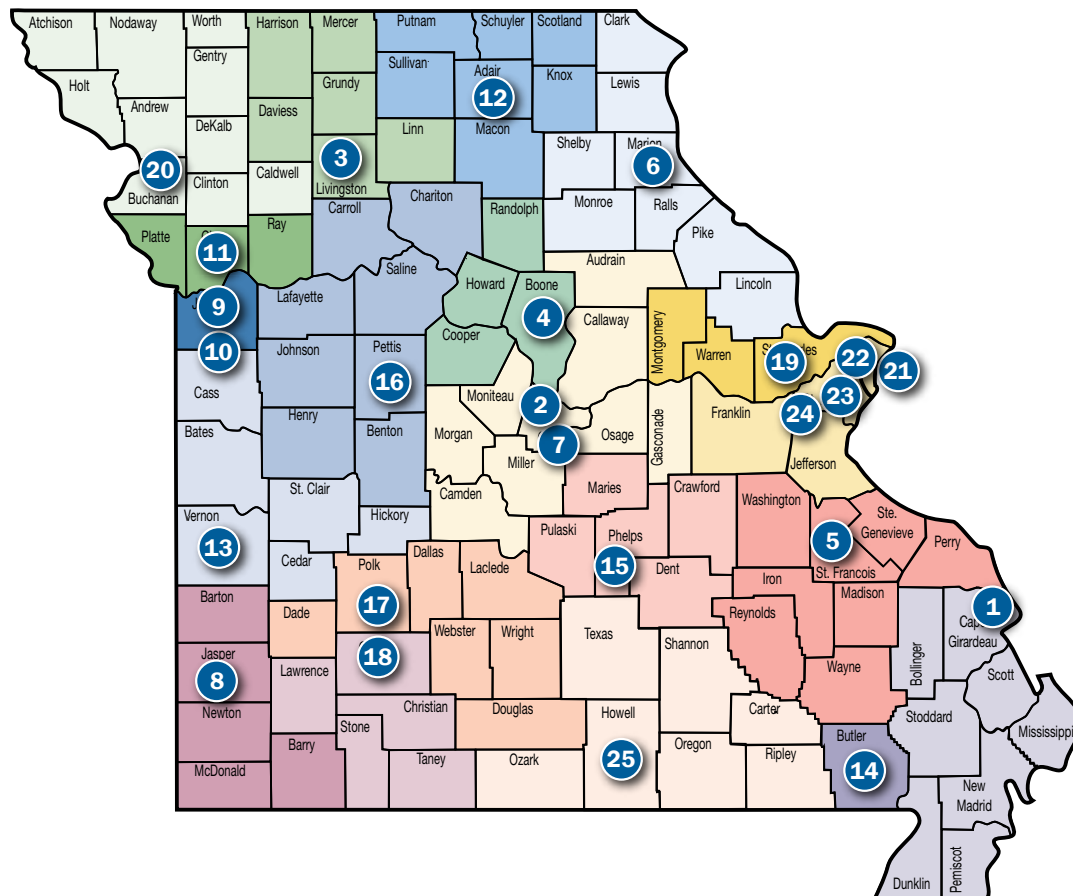 Atchison
Nodaway
Worth
Harrison
Mercer
Putnam
Schuyler
Scotland
Clark
Gentry
Sullivan
Adair
Knox
Lewis
Holt
Grundy
12
Andrew
Daviess
DeKalb
Linn
Macon
Shelby
Marion
20
3
6
Caldwell
Clinton
Livingston
Buchanan
Chariton
Carroll
Randolph
Monroe
Ralls
Platte
Ray
Pike
11
Audrain
Saline
Howard
Boone
Lincoln
9
Lafayette
4
Callaway
Cooper
Montgomery
10
Johnson
Pettis
Warren
19
22
21
Cass
16
Moniteau
2
23
24
Henry
Franklin
Bates
Benton
Morgan
7
Osage
Gasconade
Miller
Jefferson
St. Clair
Camden
Maries
Crawford
Washington
Vernon
Hickory
Ste.
Genevieve
13
Pulaski
Phelps
5
Perry
Cedar
Polk
Dallas
Laclede
15
Dent
St. Francois
Iron
Barton
17
Madison
1
Dade
Reynolds
Cape
Girardeau
Webster
Wright
Texas
Shannon
Jasper
18
Bollinger
8
Lawrence
Wayne
Scott
Newton
Christian
Douglas
Howell
Carter
Stoddard
Stone
Mississippi
Barry
Butler
Taney
Ozark
25
Oregon
Ripley
McDonald
14
New
Madrid
Dunklin
Pemiscot